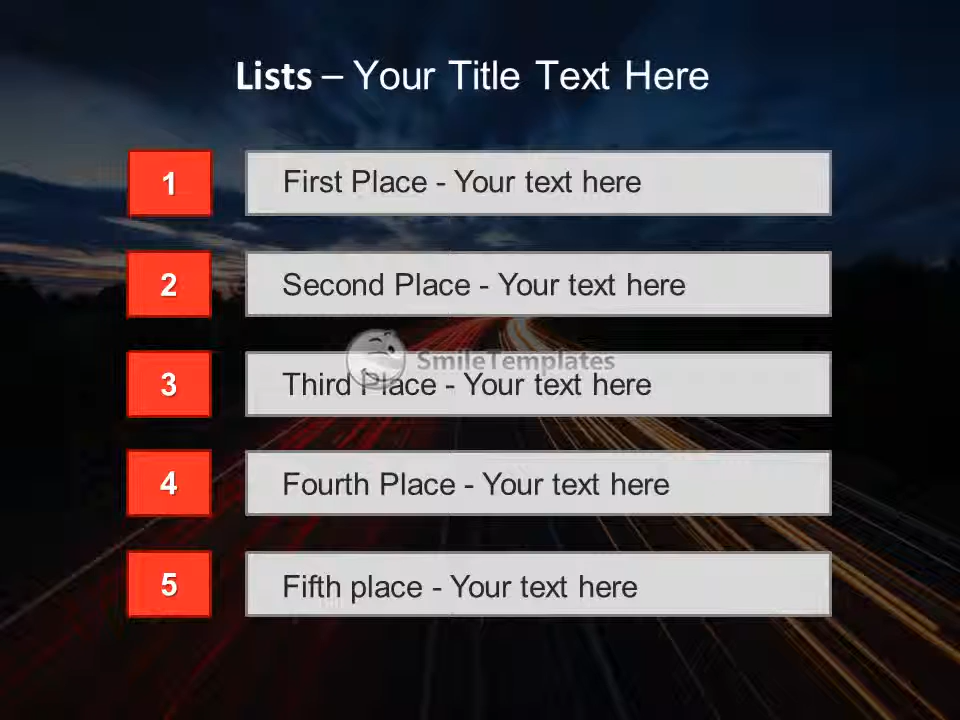 Lists – Your Title Text Here
1 First Place - Your text here
2 Second Place - Your text here
SmileTemplates
3 Third Place - Your text here
4 Fourth Place - Your text here
5 Fifth place - Your text here